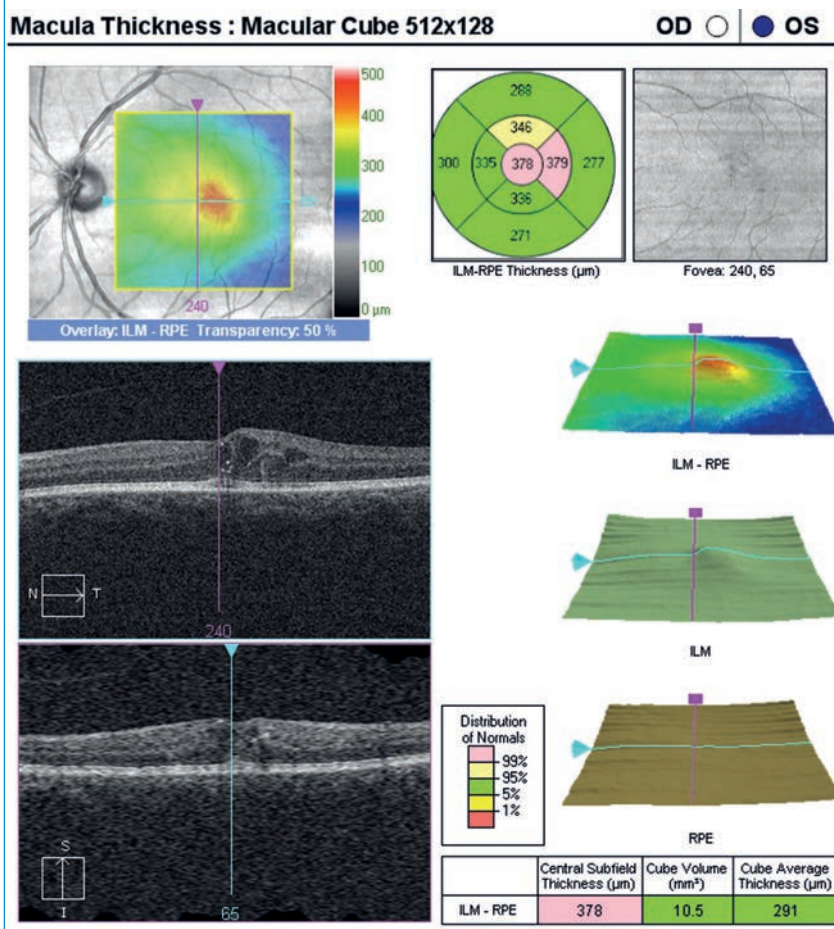 Macula Thickness : Macular Cube 512x128
OD
OS
500
400
300
200
100
0 µm
240
Overlay: ILM - RPE Transparency: 50 %
288
346
300
335
378
379
277
336
271
ILM-RPE Thickness (µm)
Fovea: 240, 65
N
T
240
ILM - RPE
ILM
S
I
65
Distribution
of Normals
99%
95%
5%
1%
RPE
Central Subfield Thickness (µm)
Cube Volume (mm³)
Cube Average Thickness (µm)
ILM - RPE
378
10.5
291